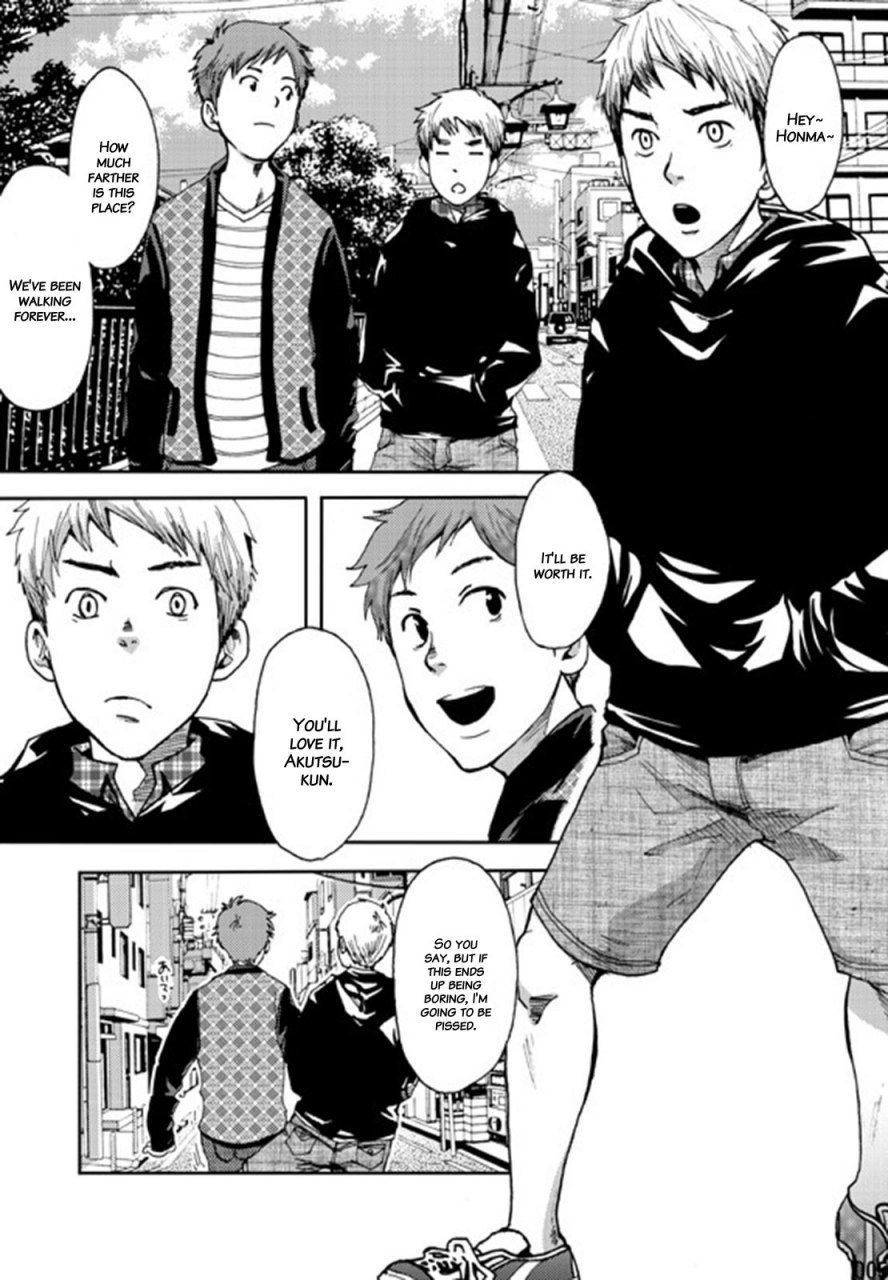 HEY~
HONMA~
HOW
MUCH
FARTHER
IS THIS
PLACE?
WE'VE BEEN
WALKING
FOREVER...
IT'LL BE
WORTH IT.
YOU'LL
LOVE IT,
AKUTSU-
KUN.
SO YOU
SAY, BUT IF
THIS ENDS
UP BEING
BORING, I'M
GOING TO BE
PISSED.